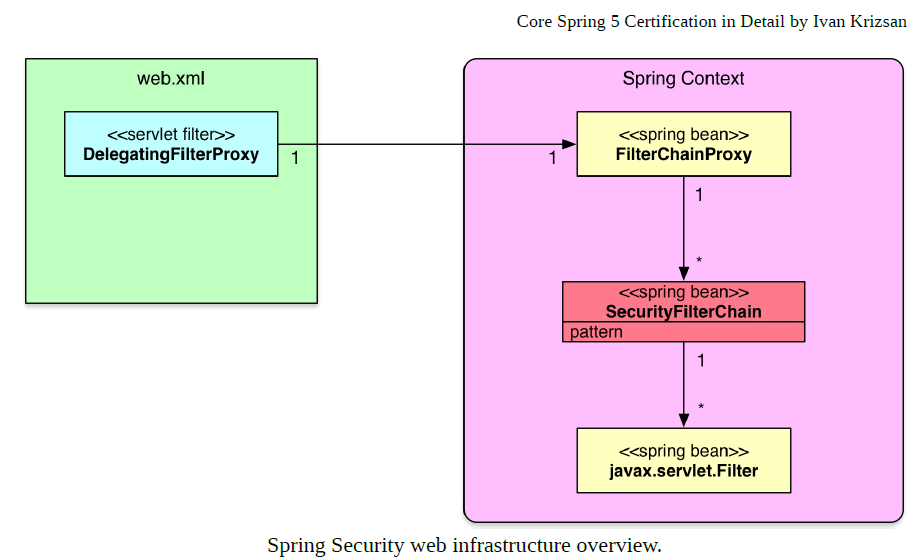 Core Spring 5 Certification in Detail by Ivan Krizsan
web.xml
<<servlet filter>>
DelegatingFilterProxy
1
Spring Context
1
<<spring bean>>
FilterChainProxy
1
*
<<spring bean>>
SecurityFilterChain
pattern
1
*
<<spring bean>>
javax.servlet.Filter
Spring Security web infrastructure overview.